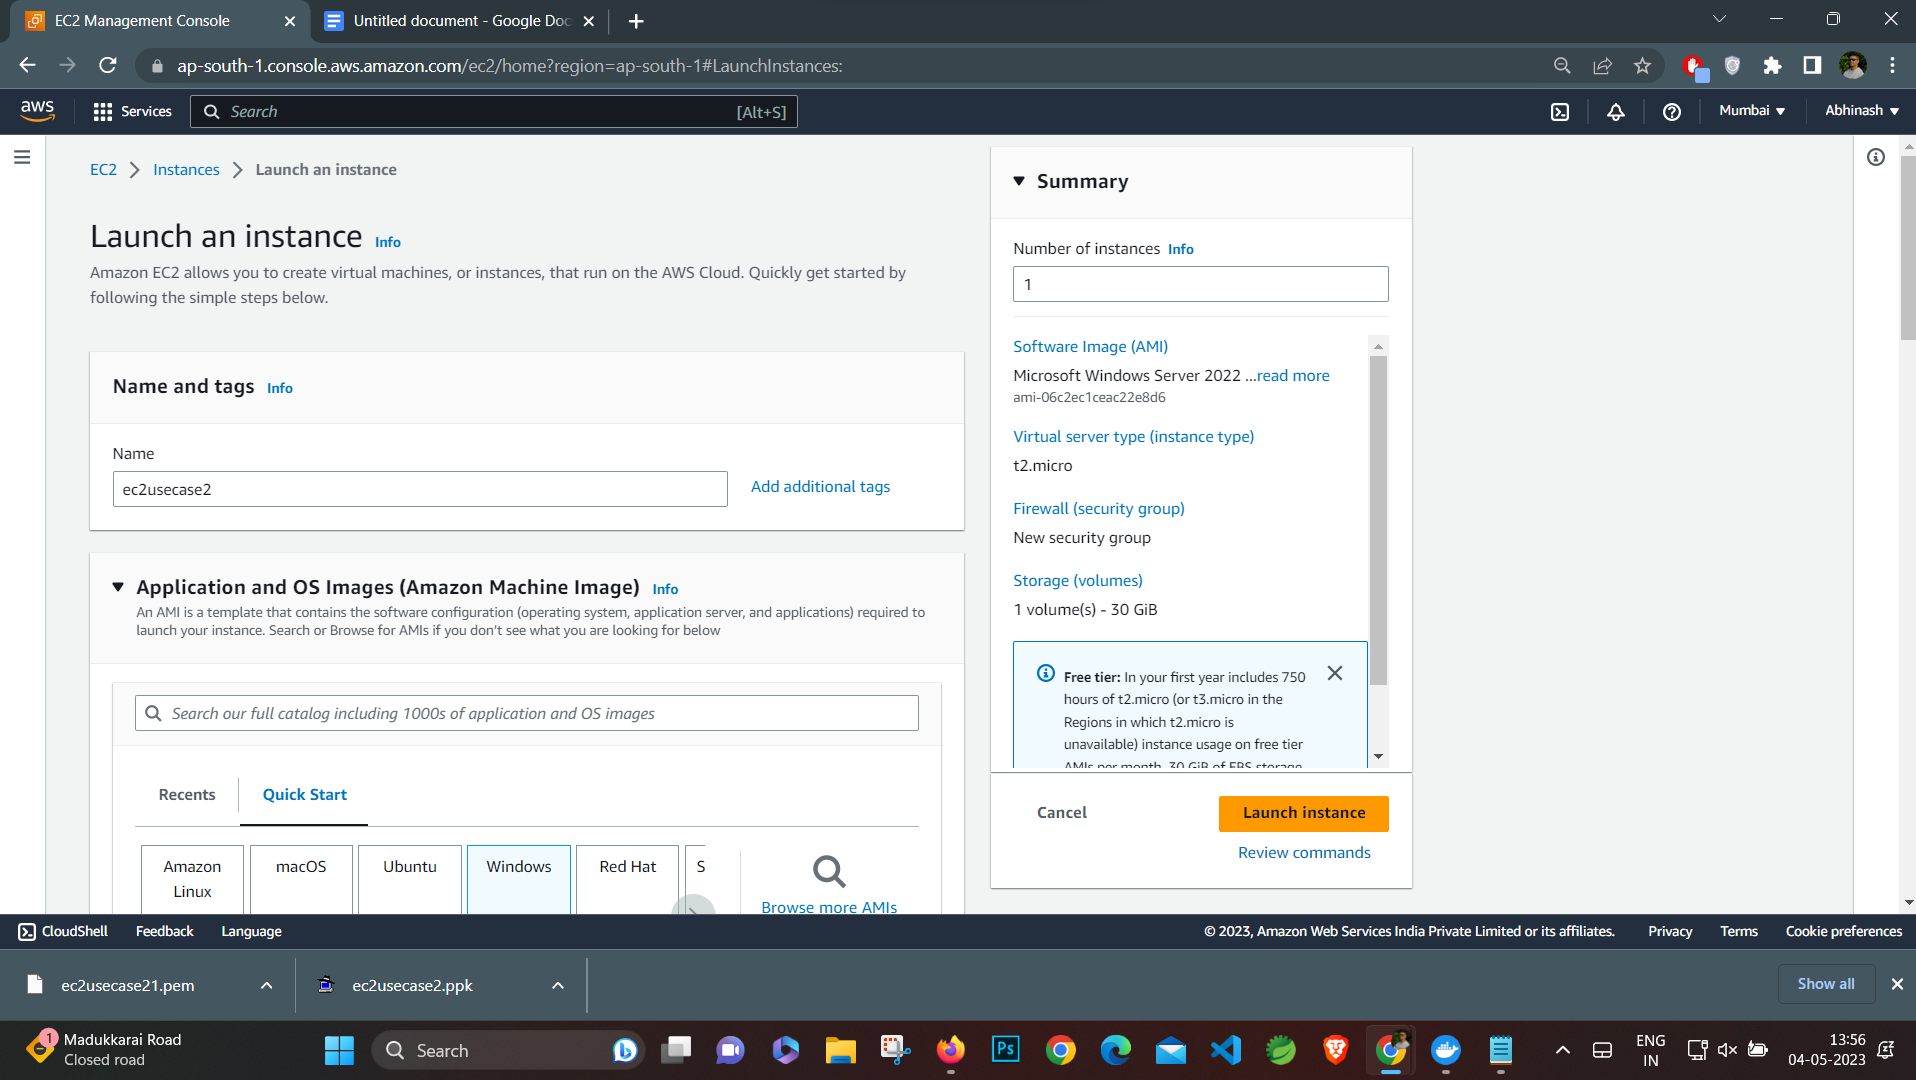 EC2 Management Console
Untitled document - Google Doc
ap-south-1.console.aws.amazon.com/ec2/home?region=ap-south-1#LaunchInstances:
aws
Services
Search
[Alt+S]
Mumbai
Abhinash
EC2
Instances
Launch an instance
Launch an instance Info
Amazon EC2 allows you to create virtual machines, or instances, that run on the AWS Cloud. Quickly get started by
following the simple steps below.
Name and tags Info
Name
ec2usecase2
Add additional tags
Application and OS Images (Amazon Machine Image) Info
An AMI is a template that contains the software configuration (operating system, application server, and applications) required to
launch your instance. Search or Browse for AMIs if you don't see what you are looking for below
Search our full catalog including 1000s of application and OS images
Recents
Quick Start
Amazon
Linux
macOS
Ubuntu
Windows
Red Hat
S
Browse more AMIs
Summary
Number of instances Info
1
Software Image (AMI)
Microsoft Windows Server 2022 ...read more
ami-06c2ec1ceac22e8d6
Virtual server type (instance type)
t2.micro
Firewall (security group)
New security group
Storage (volumes)
1 volume(s) - 30 GiB
Free tier: In your first year includes 750
hours of t2.micro (or t3.micro in the
Regions in which t2.micro is
unavailable) instance usage on free tier
AMIs per month, 30 GiB of EBS storage,
Cancel
Launch instance
Review commands
CloudShell
Feedback
Language
© 2023, Amazon Web Services India Private Limited or its affiliates.
Privacy
Terms
Cookie preferences
ec2usecase21.pem
ec2usecase2.ppk
Show all
1
Madukkarai Road
Closed road
Search
Ps
ENG
IN
13:56
04-05-2023